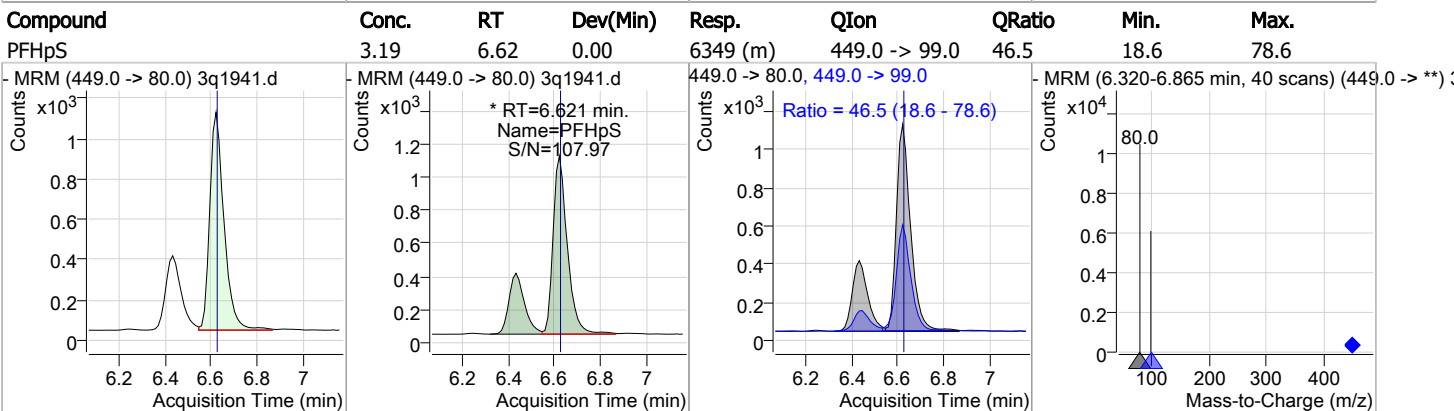 Compound Conc. RT Dev(Min) Resp. QIon QRatio Min. Max.
PFHpS 3.19 6.62 0.00 6349 (m) 449.0 -> 99.0 46.5 18.6 78.6
- MRM (449.0 -> 80.0) 3q1941.d
Counts
x10³
1
0.8
0.6
0.4
0.2
0
6.2 6.4 6.6 6.8 7
Acquisition Time (min)
- MRM (449.0 -> 80.0) 3q1941.d
Counts
x10³
* RT=6.621 min.
Name=PFHpS
S/N=107.97
1.2
1
0.8
0.6
0.4
0.2
0
6.2 6.4 6.6 6.8 7
Acquisition Time (min)
449.0 -> 80.0, 449.0 -> 99.0
Counts
x10³
Ratio = 46.5 (18.6 - 78.6)
1
0.8
0.6
0.4
0.2
0
6.2 6.4 6.6 6.8 7
Acquisition Time (min)
- MRM (6.320-6.865 min, 40 scans) (449.0 -> **)
Counts
x10⁴
80.0
1
0.8
0.6
0.4
0.2
0
100 200 300 400
Mass-to-Charge (m/z)